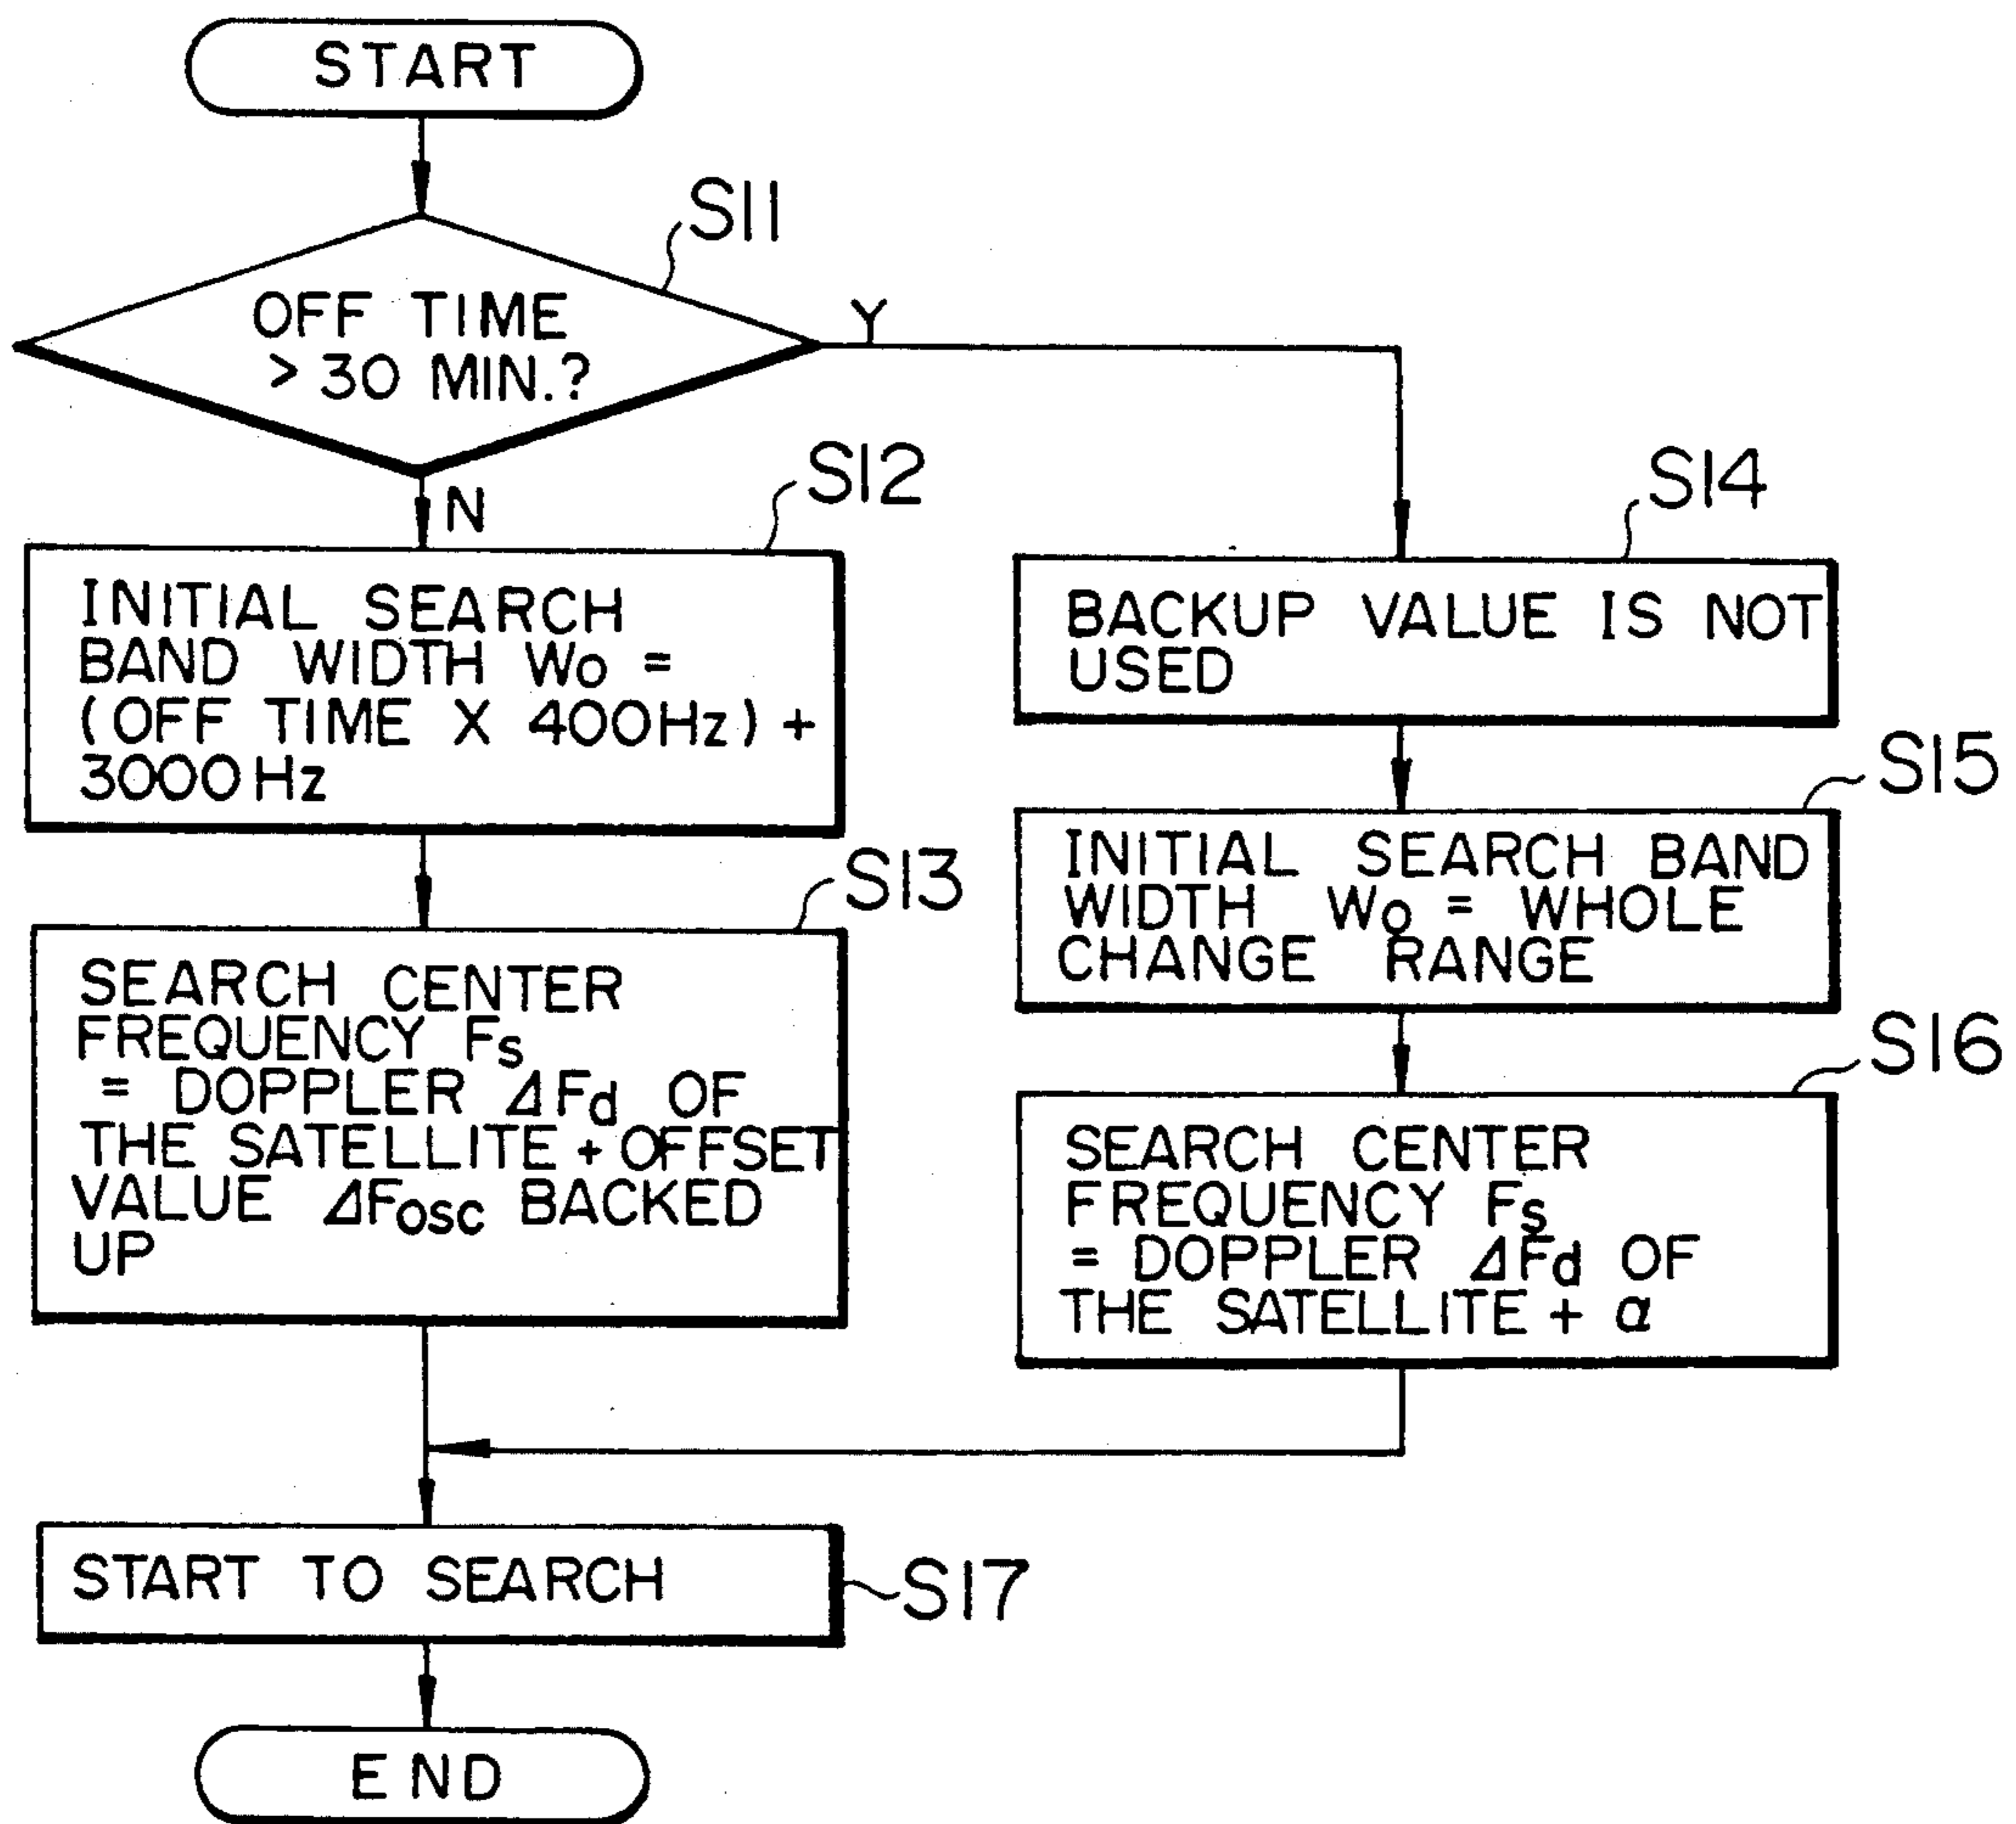 START
S11
OFF TIME
> 30 MIN.?
Y
N
S12
INITIAL SEARCH
BAND WIDTH Wo =
(OFF TIME X 400Hz) +
3000Hz
S13
SEARCH CENTER
FREQUENCY Fs
= DOPPLER ΔFd OF
THE SATELLITE + OFFSET
VALUE ΔFosc BACKED
UP
S14
BACKUP VALUE IS NOT
USED
S15
INITIAL SEARCH BAND
WIDTH Wo = WHOLE
CHANGE RANGE
S16
SEARCH CENTER
FREQUENCY Fs
= DOPPLER ΔFd OF
THE SATELLITE + α
START TO SEARCH
S17
END